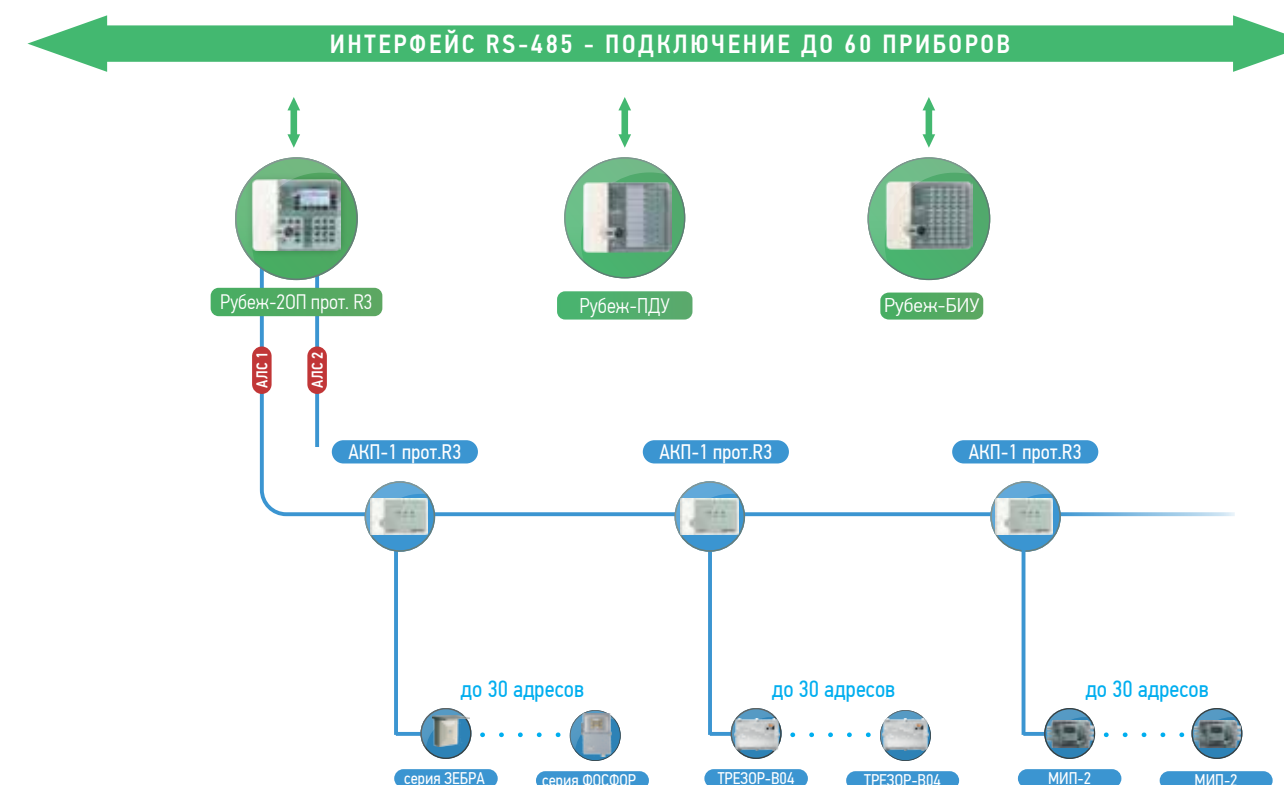 ИНТЕРФЕЙС RS-485 - ПОДКЛЮЧЕНИЕ ДО 60 ПРИБОРОВ
Рубеж-2ОП прот. R3
Рубеж-ПДУ
Рубеж-БИУ
АЛС 1
АЛС 2
АКП-1 прот.R3
АКП-1 прот.R3
АКП-1 прот.R3
до 30 адресов
до 30 адресов
до 30 адресов
серия ЗЕБРА
серия ФОСФОР
ТРЕЗОР-В04
ТРЕЗОР-В04
МИП-2
МИП-2